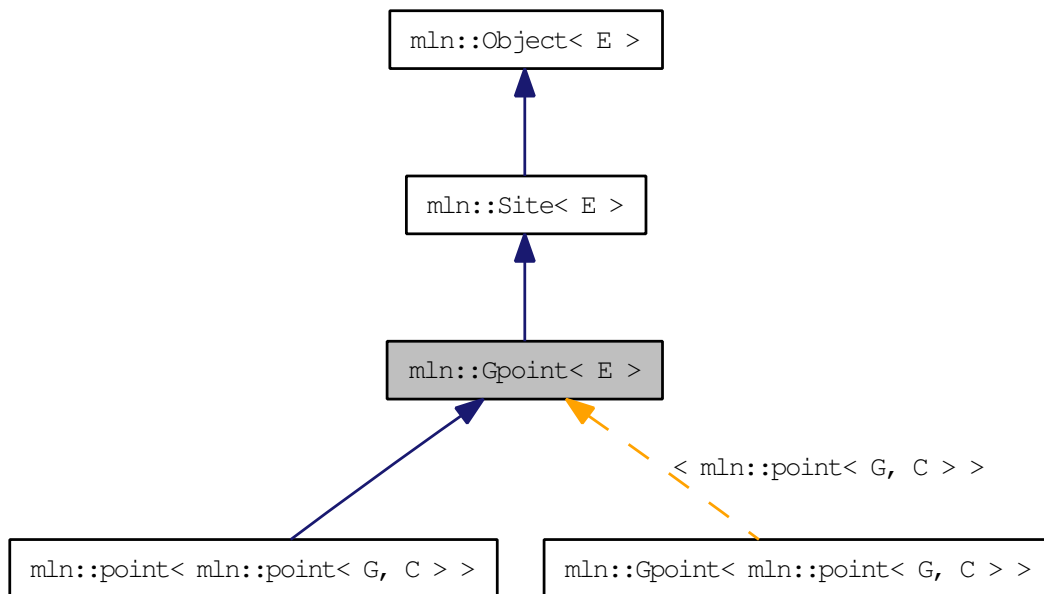 mln::Object< E >
mln::Site< E >
mln::Gpoint< E >
< mln::point< G, C > >
mln::point< mln::point< G, C > >
mln::Gpoint< mln::point< G, C > >